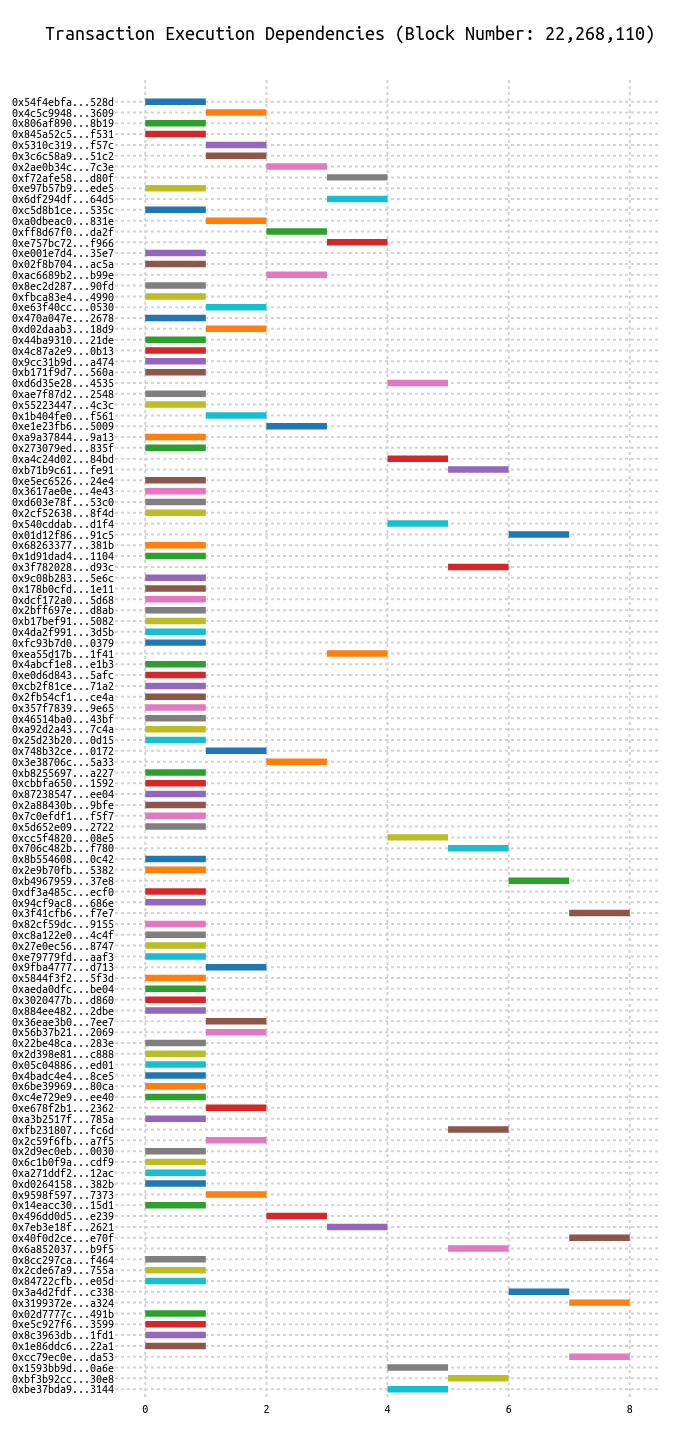 Transaction Execution Dependencies (Block Number: 22,268,110)
0x54f4ebfa...528d
0x4c5c9948...3609
0x806af890...8b19
0x845a52c5...f531
0x5310c319...f57c
0x3c6c58a9...51c2
0x2ae0b34c...7c3e
0xf72afe58...d80f
0xe97b57b9...ede5
0x6df294df...64d5
0xc5d8b1ce...535c
0xa0dbeac0...831e
0xff8d67f0...da2f
0xe757bc72...f966
0xe001e7d4...35e7
0x02f8b704...ac5a
0xac6689b2...b99e
0x8ec2d287...90fd
0xfbca83e4...4990
0xe63f40cc...0530
0x470a047e...2678
0xd02daab3...18d9
0x44ba9310...21de
0x4c87a2e9...0b13
0x9cc31b9d...a474
0xb171f9d7...560a
0xd6d35e28...4535
0xae7f87d2...2548
0x55223447...4c3c
0x1b404fe0...f561
0xe1e23fb6...5009
0xa9a37844...9a13
0x273079ed...835f
0xa4c24d02...84bd
0xb71b9c61...fe91
0xe5ec6526...24e4
0x3617ae0e...4e43
0xd603e78f...53c0
0x2cf52638...8f4d
0x540cddab...d1f4
0x01d12f86...91c5
0x68263377...381b
0x1d91dad4...1104
0x3f782028...d93c
0x9c08b283...5e6c
0x178b0cfd...1e11
0xdcf172a0...5d68
0x2bff697e...d8ab
0xb17bef91...5082
0x4da2f991...3d5b
0xfc93b7d0...0379
0xea55d17b...1f41
0x4abcf1e8...e1b3
0xe0d6d843...5afc
0xcb2f81ce...71a2
0x2fb54cf1...ce4a
0x357f7839...9e65
0x46514ba0...43bf
0xa92d2a43...7c4a
0x25d23b20...0d15
0x748b32ce...0172
0x3e38706c...5a33
0xb8255697...a227
0xcbbfa650...1592
0x87238547...ee04
0x2a88430b...9bfe
0x7c0efdf1...f5f7
0x5d652e09...2722
0xcc5f4820...08e5
0x706c482b...f780
0x8b554608...0c42
0x2e9b70fb...5382
0xb4967959...37e8
0xdf3a485c...ecf0
0x94cf9ac8...686e
0x3f41cfb6...f7e7
0x82cf59dc...9155
0xc8a122e0...4c4f
0x27e0ec56...8747
0xe79779fd...aaf3
0x9fba4777...d713
0x5844f3f2...5f3d
0xaeda0dfc...be04
0x3020477b...d860
0x884ee482...2dbe
0x36eae3b0...7ee7
0x56b37b21...2069
0x22be48ca...283e
0x2d398e81...c888
0x05c04886...ed01
0x4badc4e4...8ce5
0x6be39969...80ca
0xc4e729e9...ee40
0xe678f2b1...2362
0xa3b2517f...785a
0xfb231807...fc6d
0x2c59f6fb...a7f5
0x2d9ec0eb...0030
0x6c1b0f9a...cdf9
0xa271ddf2...12ac
0xd0264158...382b
0x9598f597...7373
0x14eacc30...15d1
0x496dd0d5...e239
0x7eb3e18f...2621
0x40f0d2ce...e70f
0x6a852037...b9f5
0x8cc297ca...f464
0x2cde67a9...755a
0x84722cfb...e05d
0x3a4d2fdf...c338
0x3199372e...a324
0x02d7777c...491b
0xe5c927f6...3599
0x8c3963db...1fd1
0x1e86ddc6...22a1
0xcc79ec0e...da53
0x1593bb9d...0a6e
0xbf3b92cc...30e8
0xbe37bda9...3144
0 2 4 6 8